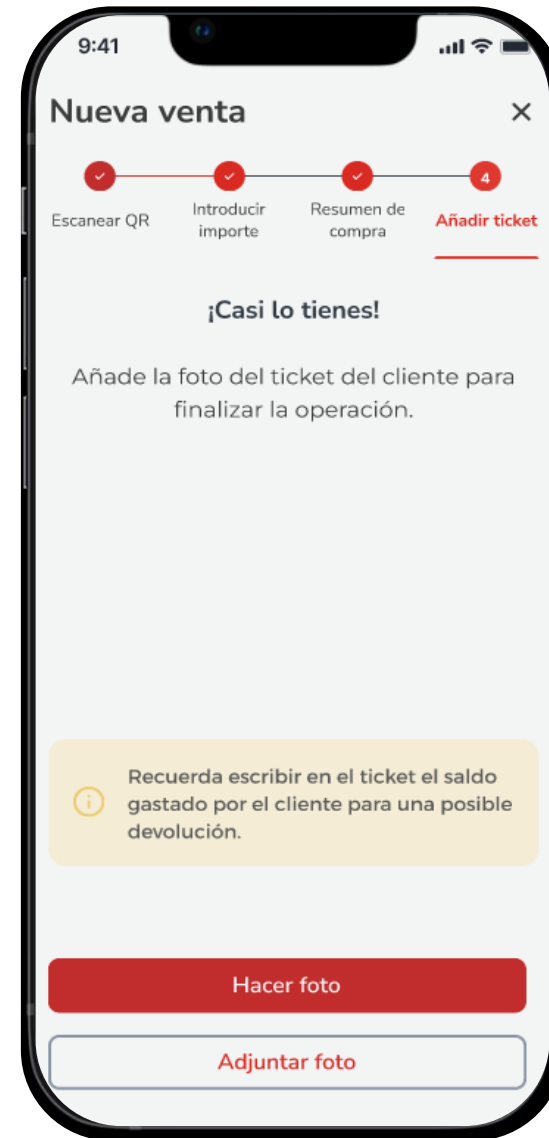 9:41
Nueva venta
4
Escanear QR
Introducir
importe
Resumen de
compra
Añadir ticket
¡Casi lo tienes!
Añade la foto del ticket del cliente para
finalizar la operación.
Recuerda escribir en el ticket el saldo
gastado por el cliente para una posible
devolución.
Hacer foto
Adjuntar foto